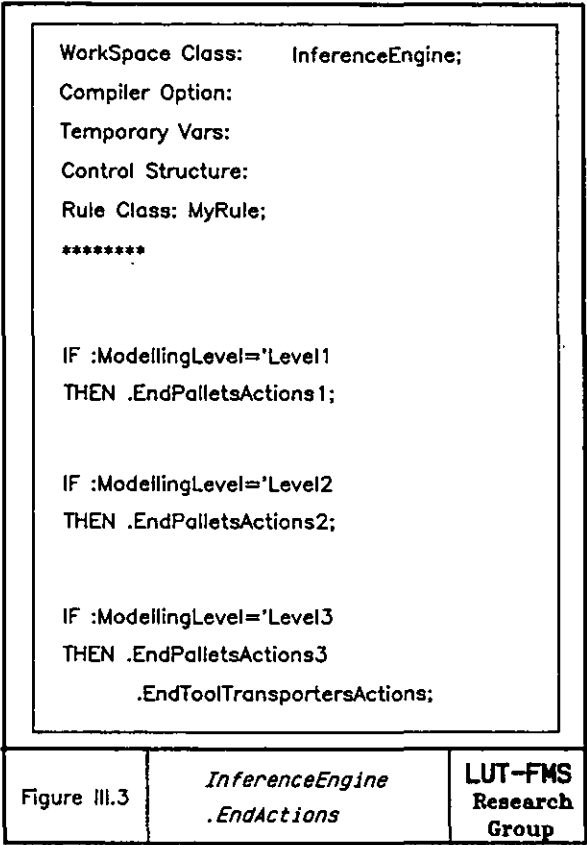 WorkSpace Class: InferenceEngine;
Compiler Option:
Temporary Vars:
Control Structure:
Rule Class: MyRule;
********
IF :ModellingLevel='Level1
THEN .EndPalletsActions1;
IF :ModellingLevel='Level2
THEN .EndPalletsActions2;
IF :ModellingLevel='Level3
THEN .EndPalletsActions3
.EndToolTransportersActions;
Figure III.3
InferenceEngine
.EndActions
LUT-FMS
Research
Group